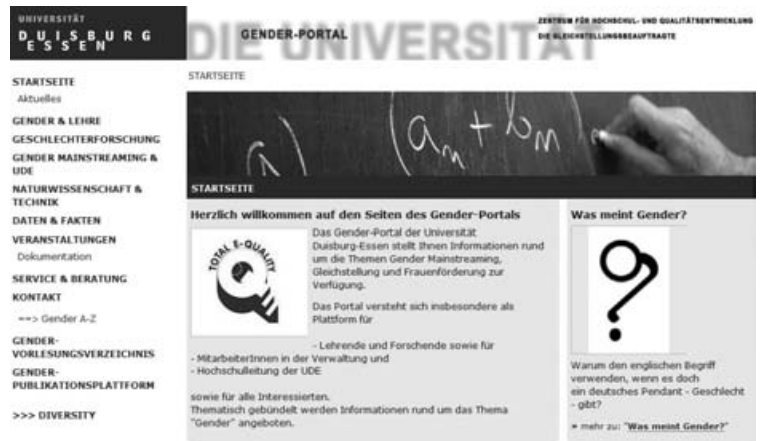 UNIVERSITÄT
DUISBURG
ESSEN
DIE UNIVERSITÄT
GENDER-PORTAL
ZENTRUM FÜR HOCHSCHUL- UND QUALITÄTSENTWICKLUNG
DIE GLEICHSTELLUNGSBEAUFTRAGTE
STARTSEITE
Aktuelles
GENDER & LEHRE
GESCHLECHTERFORSCHUNG
GENDER MAINSTREAMING &
UDE
NATURWISSENSCHAFT &
TECHNIK
DATEN & FAKTEN
VERANSTALTUNGEN
Dokumentation
SERVICE & BERATUNG
KONTAKT
==> Gender A-Z
GENDER-
VORLESUNGSVERZEICHNIS
GENDER-
PUBLIKATIONSPLATTFORM
>>> DIVERSITY
STARTSEITE
a) (am + bm)
STARTSEITE
Herzlich willkommen auf den Seiten des Gender-Portals
TOTAL E-QUALITY
Das Gender-Portal der Universität
Duisburg-Essen stellt Ihnen Informationen rund
um die Themen Gender Mainstreaming,
Gleichstellung und Frauenförderung zur
Verfügung.
Das Portal versteht sich insbesondere als
Plattform für
- Lehrende und Forschende sowie für
- MitarbeiterInnen in der Verwaltung und
- Hochschulleitung der UDE
sowie für alle Interessierten.
Thematisch gebündelt werden Informationen rund um das Thema
"Gender" angeboten.
Was meint Gender?
Warum den englischen Begriff
verwenden, wenn es doch
ein deutsches Pendant - Geschlecht
- gibt?
» mehr zu: "Was meint Gender?"